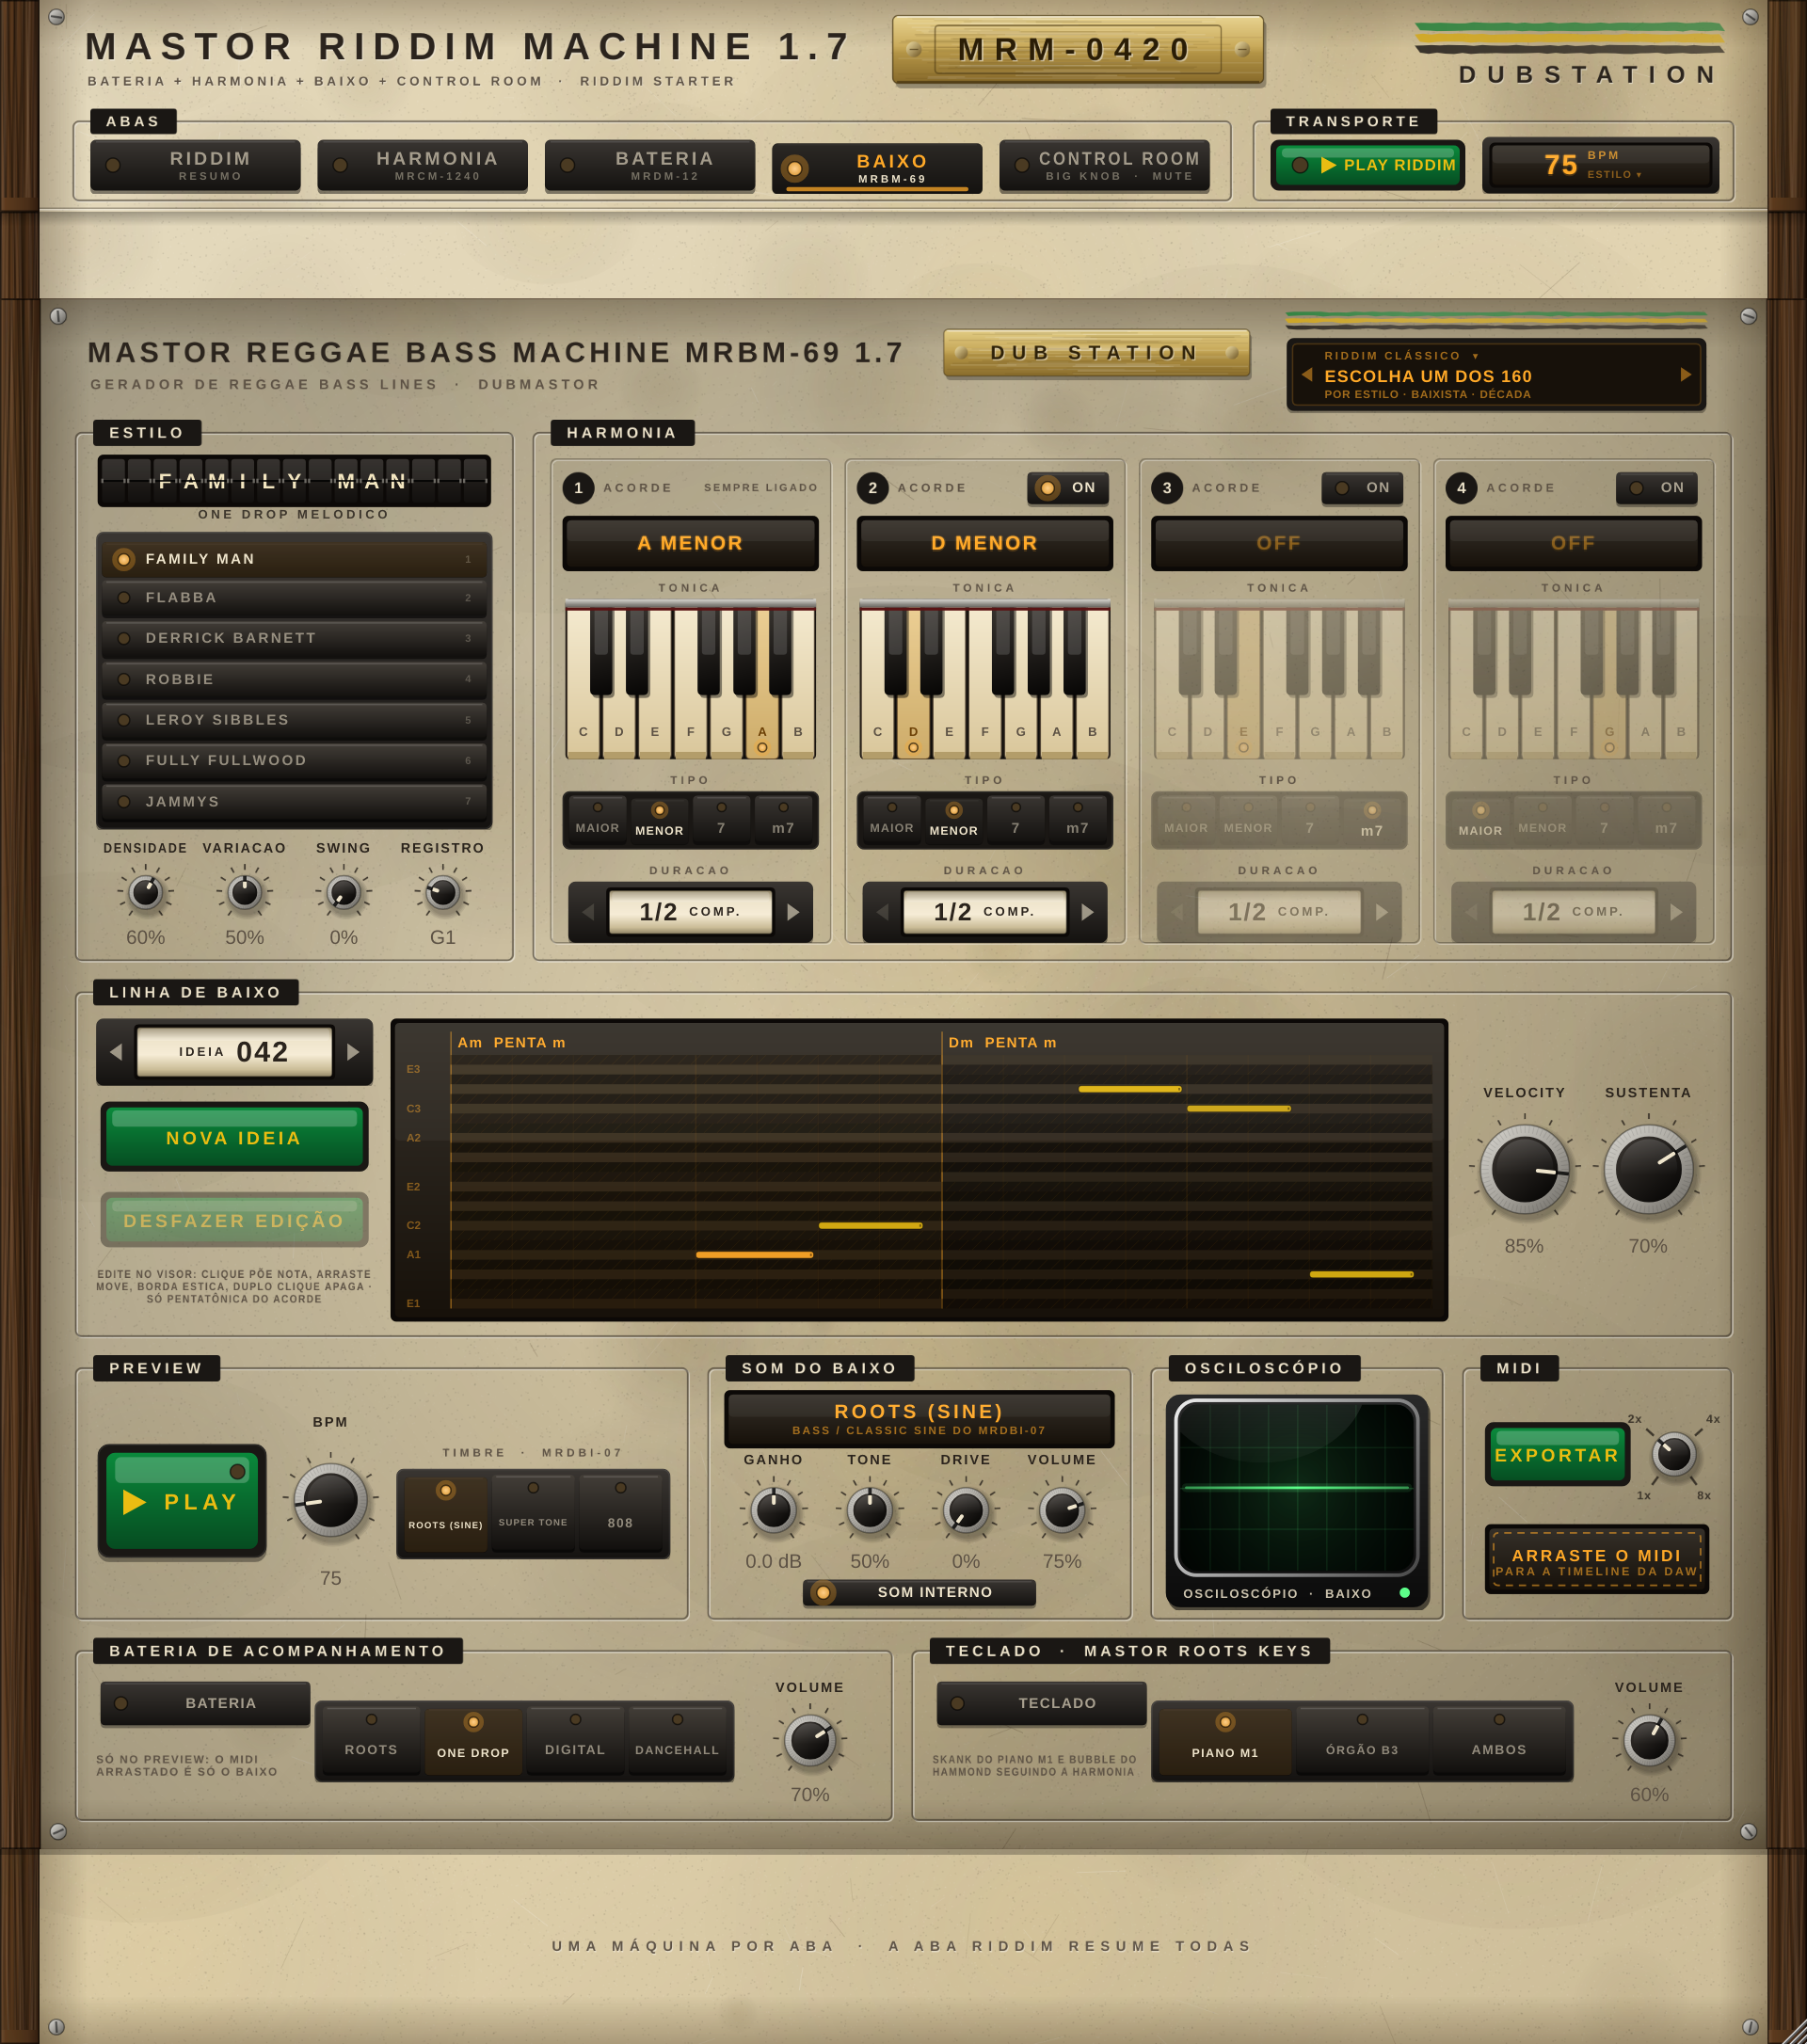 MASTOR RIDDIM MACHINE 1.7
BATERIA + HARMONIA + BAIXO + CONTROL ROOM · RIDDIM STARTER
MRM-0420
DUBSTATION
ABAS
RIDDIM
RESUMO
HARMONIA
MRCM-1240
BATERIA
MRDM-12
BAIXO
MRBM-69
CONTROL ROOM
BIG KNOB · MUTE
TRANSPORTE
PLAY RIDDIM
75 BPM
ESTILO
MASTOR REGGAE BASS MACHINE MRBM-69 1.7
GERADOR DE REGGAE BASS LINES · DUBMASTOR
DUB STATION
RIDDIM CLÁSSICO
ESCOLHA UM DOS 160
POR ESTILO · BAIXISTA · DÉCADA
ESTILO
FAMILY MAN
ONE DROP MELODICO
FAMILY MAN 1
FLABBA 2
DERRICK BARNETT 3
ROBBIE 4
LEROY SIBBLES 5
FULLY FULLWOOD 6
JAMMYS 7
DENSIDADE VARIACAO SWING REGISTRO
60% 50% 0% G1
HARMONIA
1 ACORDE SEMPRE LIGADO
A MENOR
TONICA
C D E F G A B
TIPO
MAIOR MENOR 7 m7
DURACAO
1/2 COMP.
2 ACORDE ON
D MENOR
TONICA
C D E F G A B
TIPO
MAIOR MENOR 7 m7
DURACAO
1/2 COMP.
3 ACORDE ON
OFF
TONICA
C D E F G A B
TIPO
MAIOR MENOR 7 m7
DURACAO
1/2 COMP.
4 ACORDE ON
OFF
TONICA
C D E F G A B
TIPO
MAIOR MENOR 7 m7
DURACAO
1/2 COMP.
LINHA DE BAIXO
IDEIA 042
NOVA IDEIA
DESFAZER EDIÇÃO
EDITE NO VISOR: CLIQUE PÕE NOTA, ARRASTE
MOVE, BORDA ESTICA, DUPLO CLIQUE APAGA ·
SÓ PENTATÔNICA DO ACORDE
Am PENTA m
Dm PENTA m
E3
C3
A2
E2
C2
A1
E1
VELOCITY SUSTENTA
85% 70%
PREVIEW
PLAY
BPM
75
TIMBRE · MRDBI-07
ROOTS (SINE) SUPER TONE 808
SOM DO BAIXO
ROOTS (SINE)
BASS / CLASSIC SINE DO MRDBI-07
GANHO TONE DRIVE VOLUME
0.0 dB 50% 0% 75%
SOM INTERNO
OSCILOSCÓPIO
OSCILOSCÓPIO · BAIXO
MIDI
EXPORTAR
2x 4x
1x 8x
ARRASTE O MIDI
PARA A TIMELINE DA DAW
BATERIA DE ACOMPANHAMENTO
BATERIA
SÓ NO PREVIEW: O MIDI
ARRASTADO É SÓ O BAIXO
ROOTS ONE DROP DIGITAL DANCEHALL
VOLUME
70%
TECLADO · MASTOR ROOTS KEYS
TECLADO
SKANK DO PIANO M1 E BUBBLE DO
HAMMOND SEGUINDO A HARMONIA
PIANO M1 ÓRGÃO B3 AMBOS
VOLUME
60%
UMA MÁQUINA POR ABA · A ABA RIDDIM RESUME TODAS